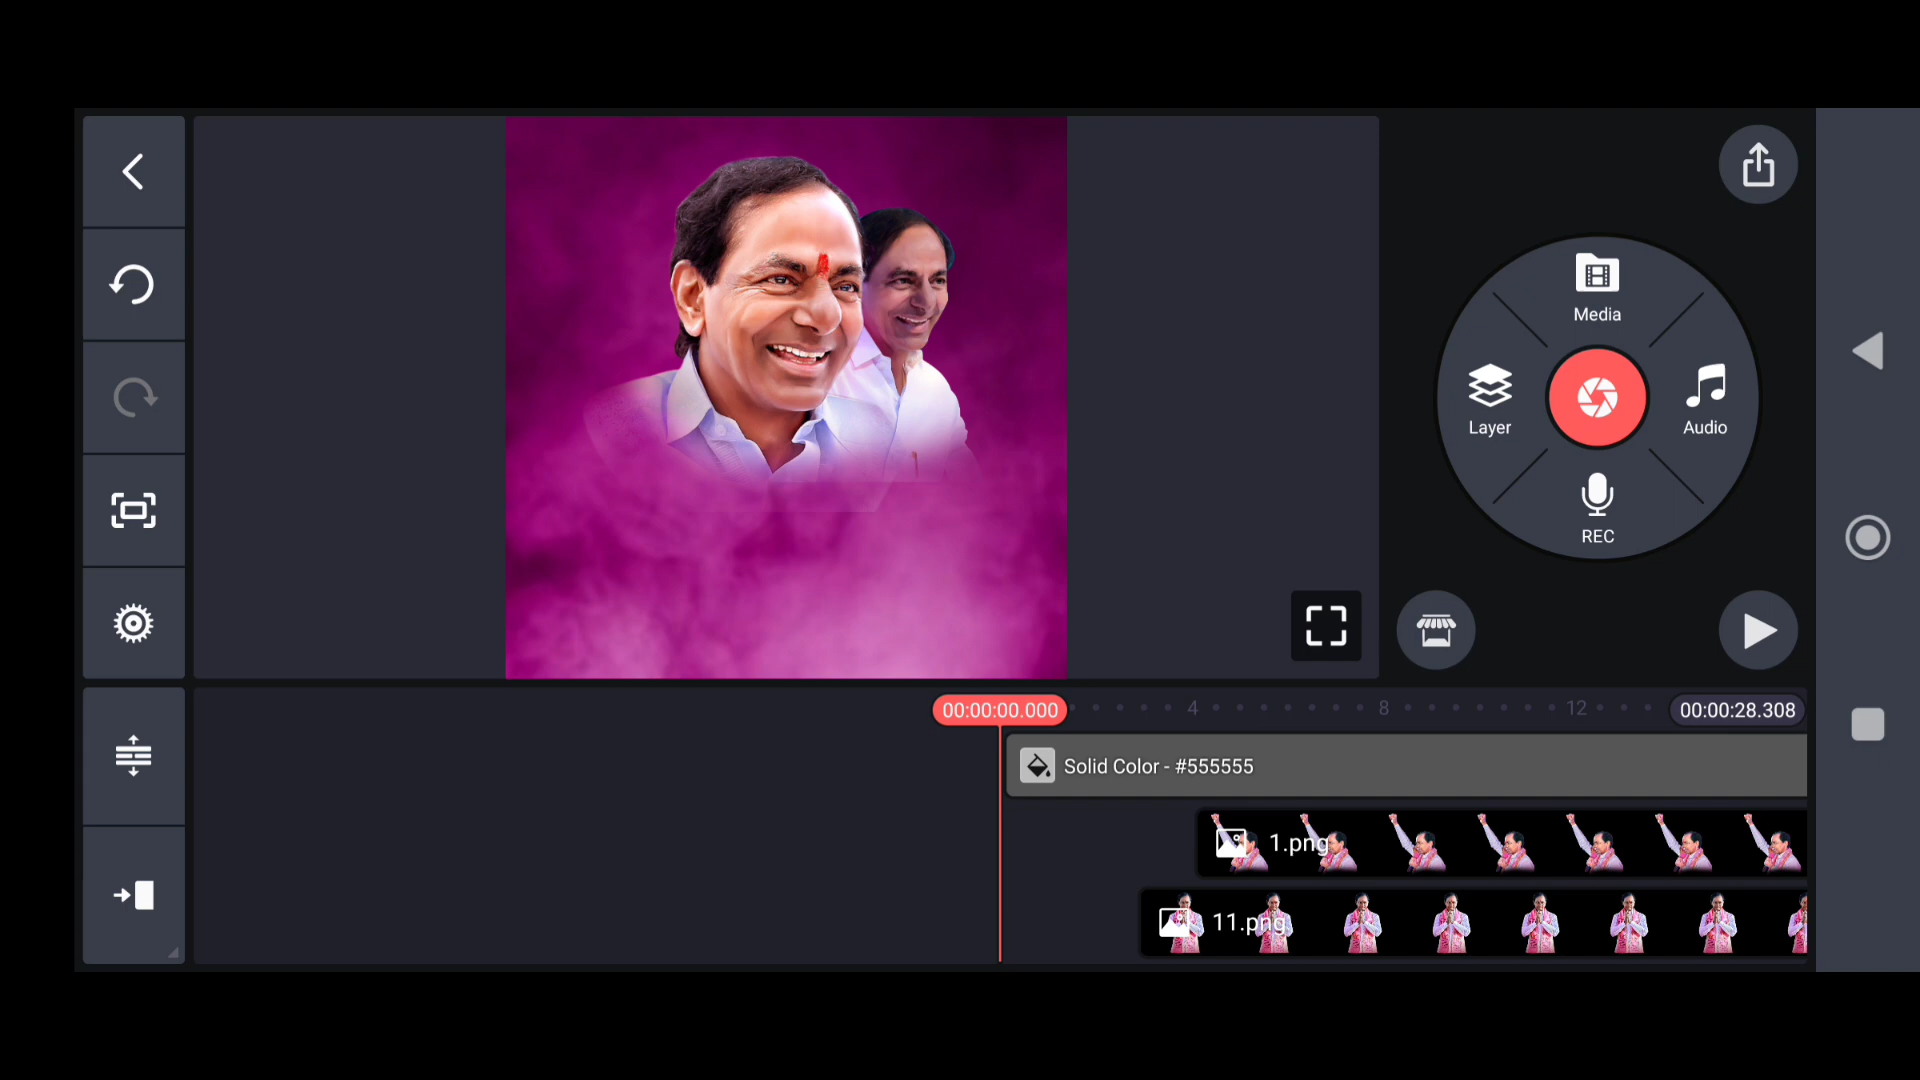 Media
Layer
Audio
REC
00:00:00.000
4
8
12
00:00:28.308
Solid Color - #555555
1.png
11.png